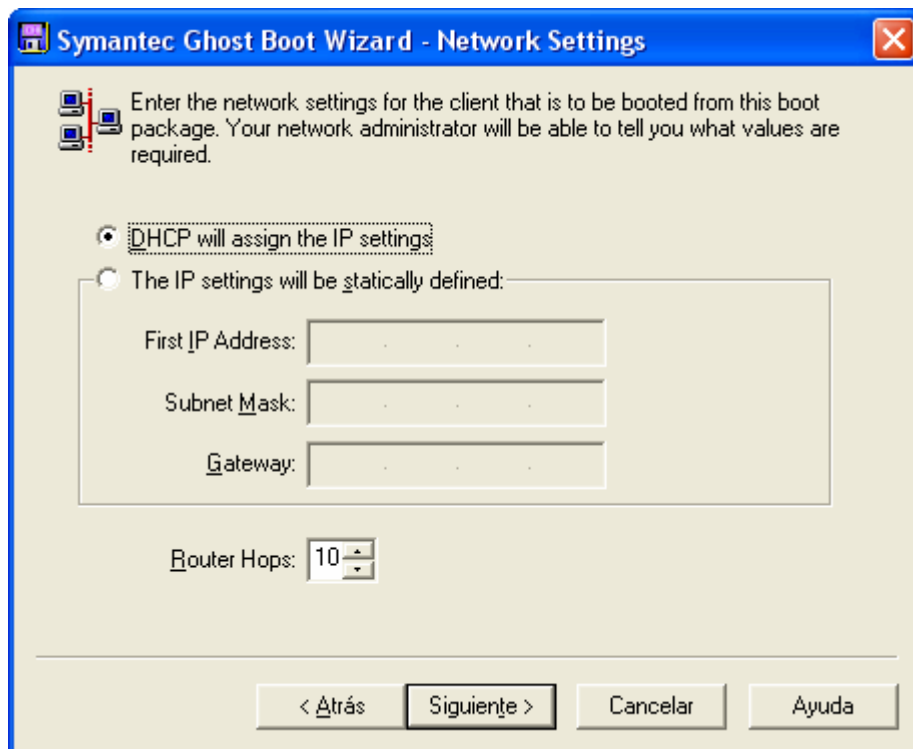 Symantec Ghost Boot Wizard - Network Settings
Enter the network settings for the client that is to be booted from this boot
package. Your network administrator will be able to tell you what values are
required.
DHCP will assign the IP settings
The IP settings will be statically defined:
First IP Address:
Subnet Mask:
Gateway:
Router Hops: 10
< Atrás Siguiente > Cancelar Ayuda